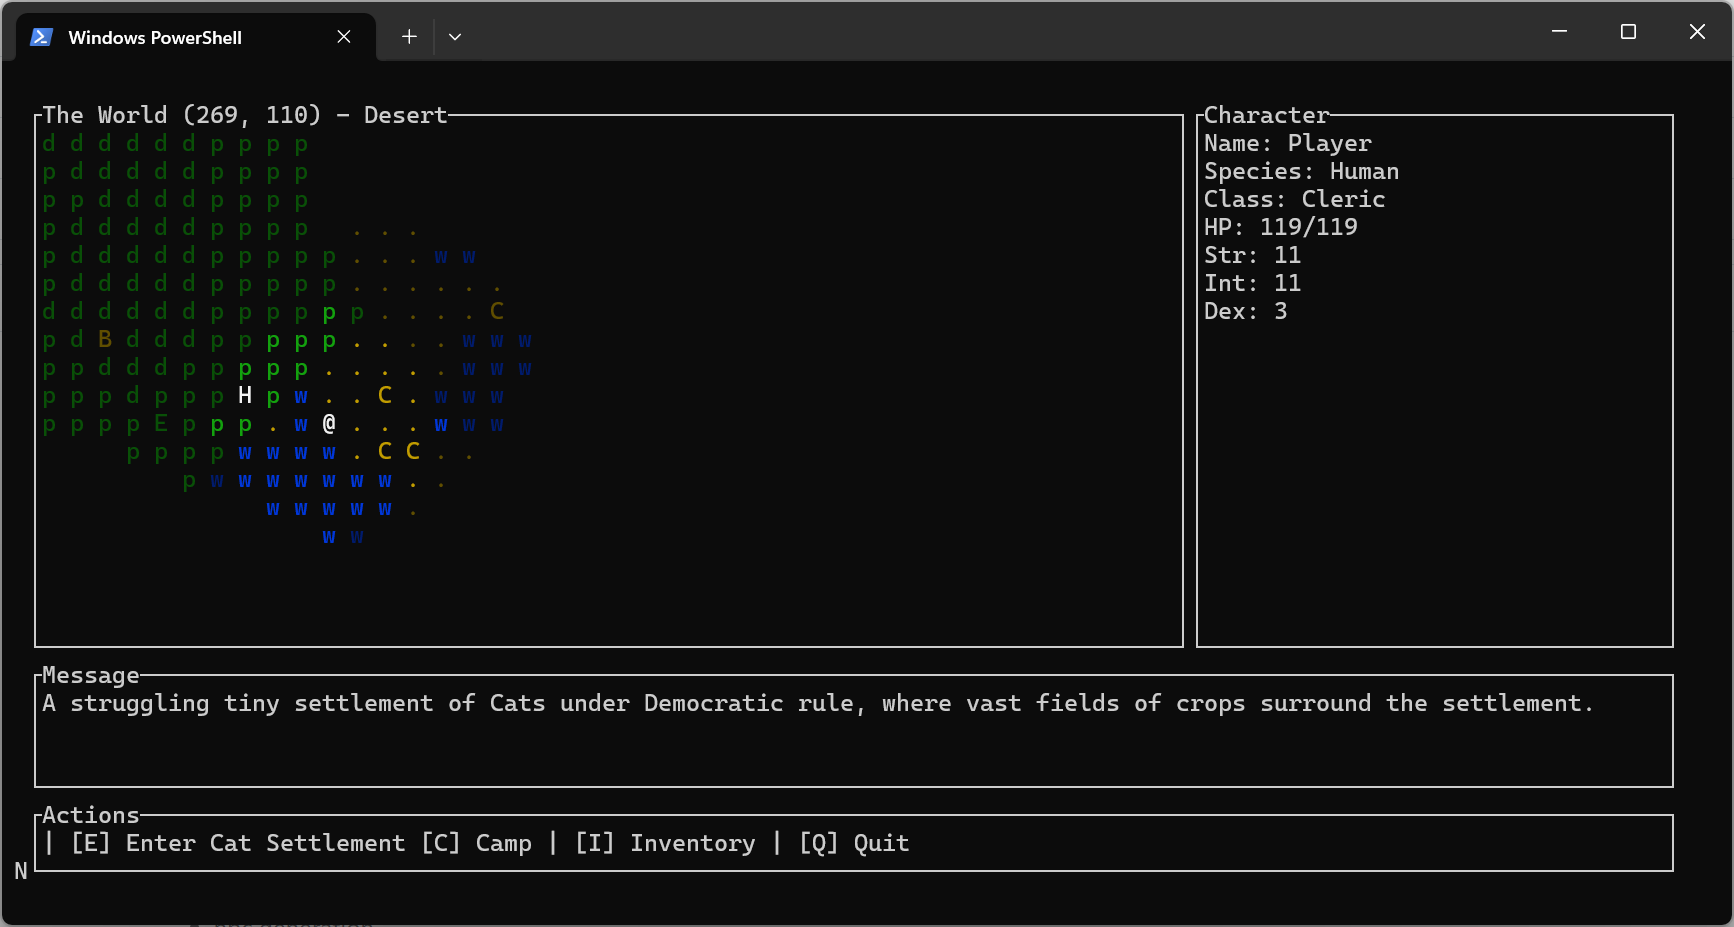 Windows PowerShell
The World (269, 110) - Desert
d d d d d d p p p p
p d d d d d p p p p
p p d d d d p p p p
p d d d d d p p p p   . . .
p d d d d d p p p p p . . . w w
p d d d d d p p p p p . . . . . .
d d d d d d p p p p p p . . . . C
p d B d d d p p p p p . . . . w w w
p p d d d p p p p p . . . . . w w w
p p p d p p p H p w . . C . w w w
p p p p E p p p . w @ . . . w w w
p p p p w w w w . C C . .
p w w w w w w w . .
w w w w w .
w w
Character
Name: Player
Species: Human
Class: Cleric
HP: 119/119
Str: 11
Int: 11
Dex: 3
Message
A struggling tiny settlement of Cats under Democratic rule, where vast fields of crops surround the settlement.
Actions
| [E] Enter Cat Settlement [C] Camp | [I] Inventory | [Q] Quit
N